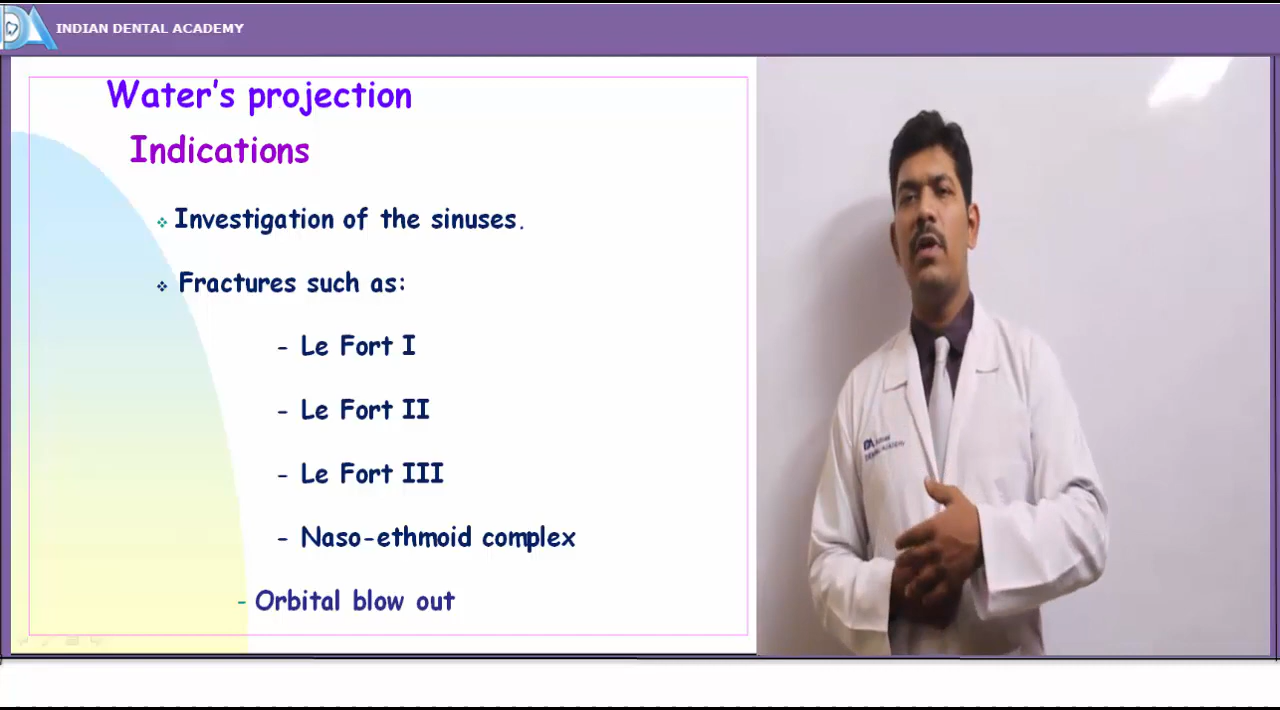 INDIAN DENTAL ACADEMY
Water's projection
Indications
Investigation of the sinuses.
Fractures such as:
- Le Fort I
- Le Fort II
- Le Fort III
- Naso-ethmoid complex
- Orbital blow out